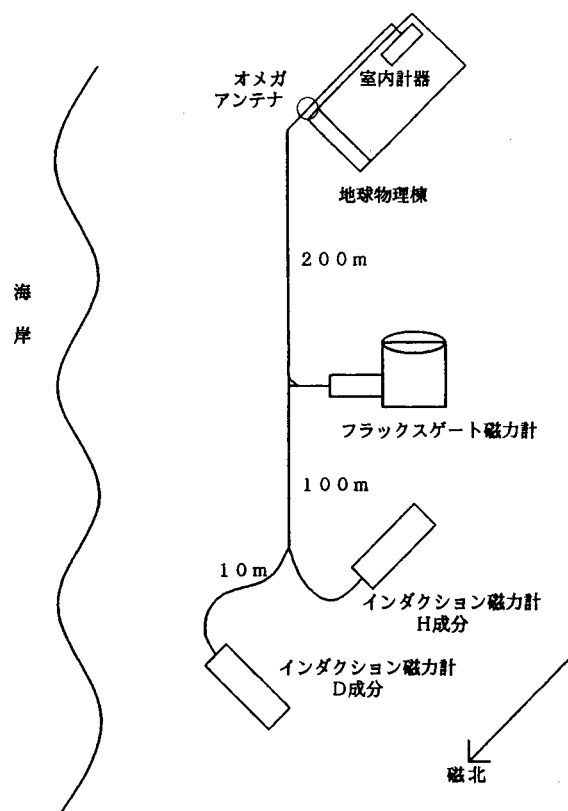 オメガ
アンテナ
室内計器
地球物理棟
200m
海
岸
フラックスゲート磁力計
100m
10m
インダクション磁力計
H成分
インダクション磁力計
D成分
磁北